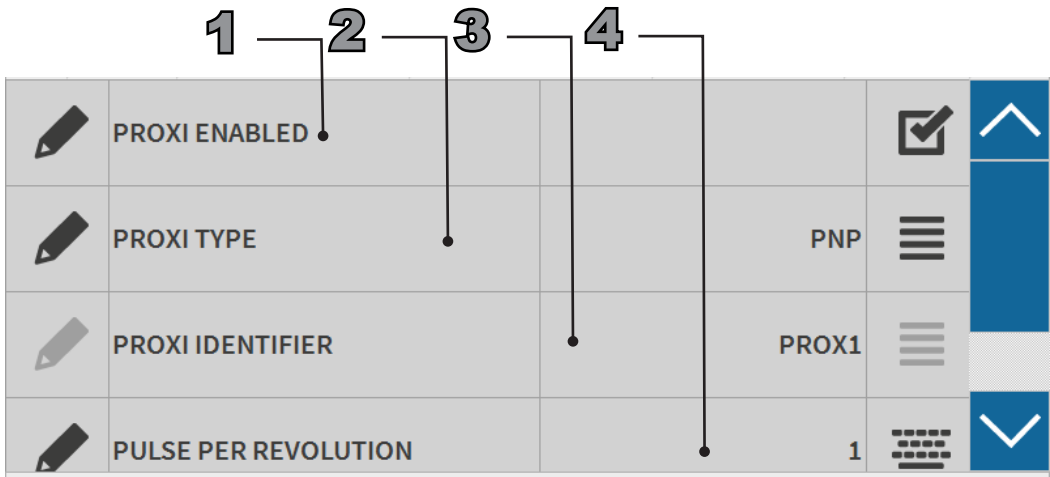 1 2 3 4
PROXI ENABLED
PROXI TYPE PNP
PROXI IDENTIFIER PROX1
PULSE PER REVOLUTION 1